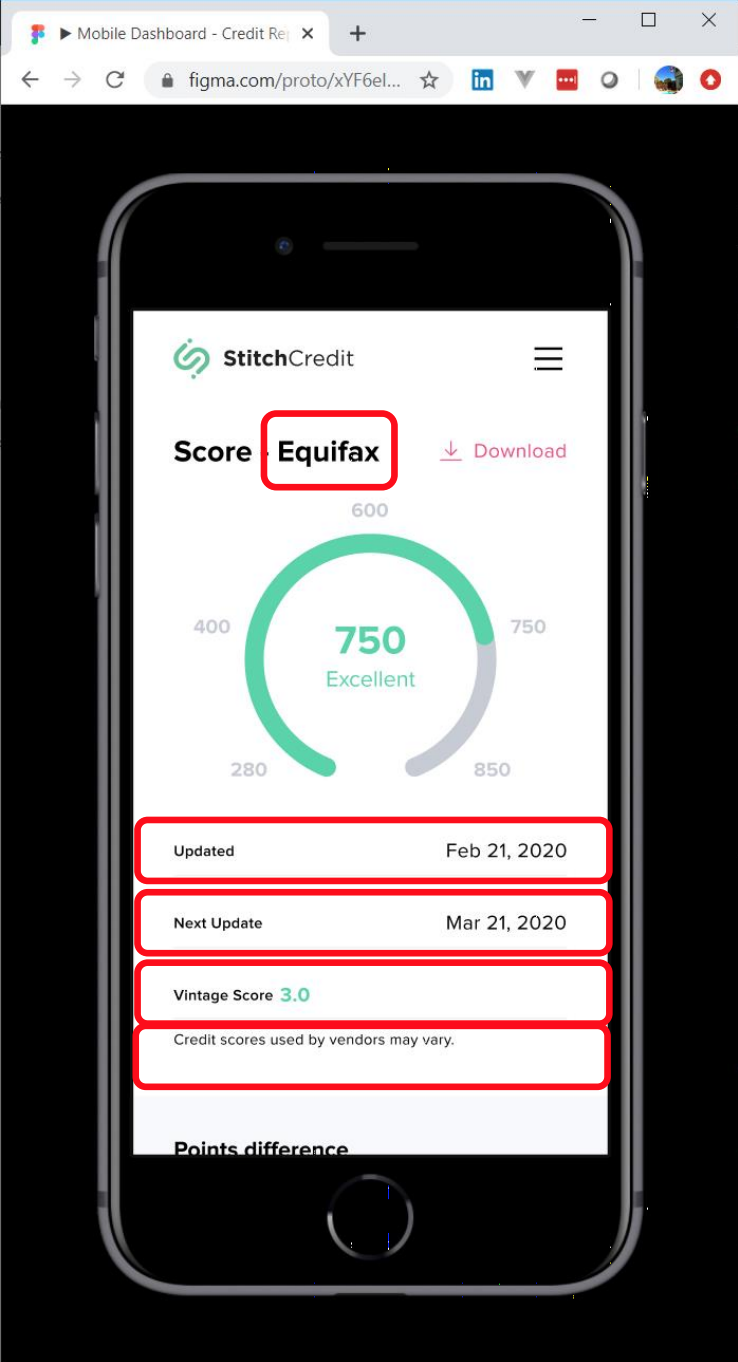 Mobile Dashboard - Credit Re
figma.com/proto/xYF6el...
StitchCredit
Score - Equifax
Download
600
400
750
750
Excellent
280
850
Updated
Feb 21, 2020
Next Update
Mar 21, 2020
Vintage Score 3.0
Credit scores used by vendors may vary.
Points difference